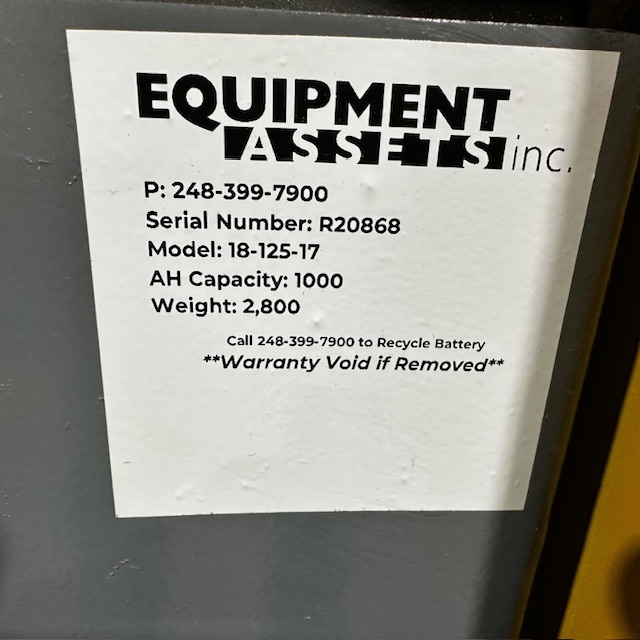 EQUIPMENT
ASSETS inc.
P: 248-399-7900
Serial Number: R20868
Model: 18-125-17
AH Capacity: 1000
Weight: 2,800
Call 248-399-7900 to Recycle Battery
**Warranty Void if Removed**